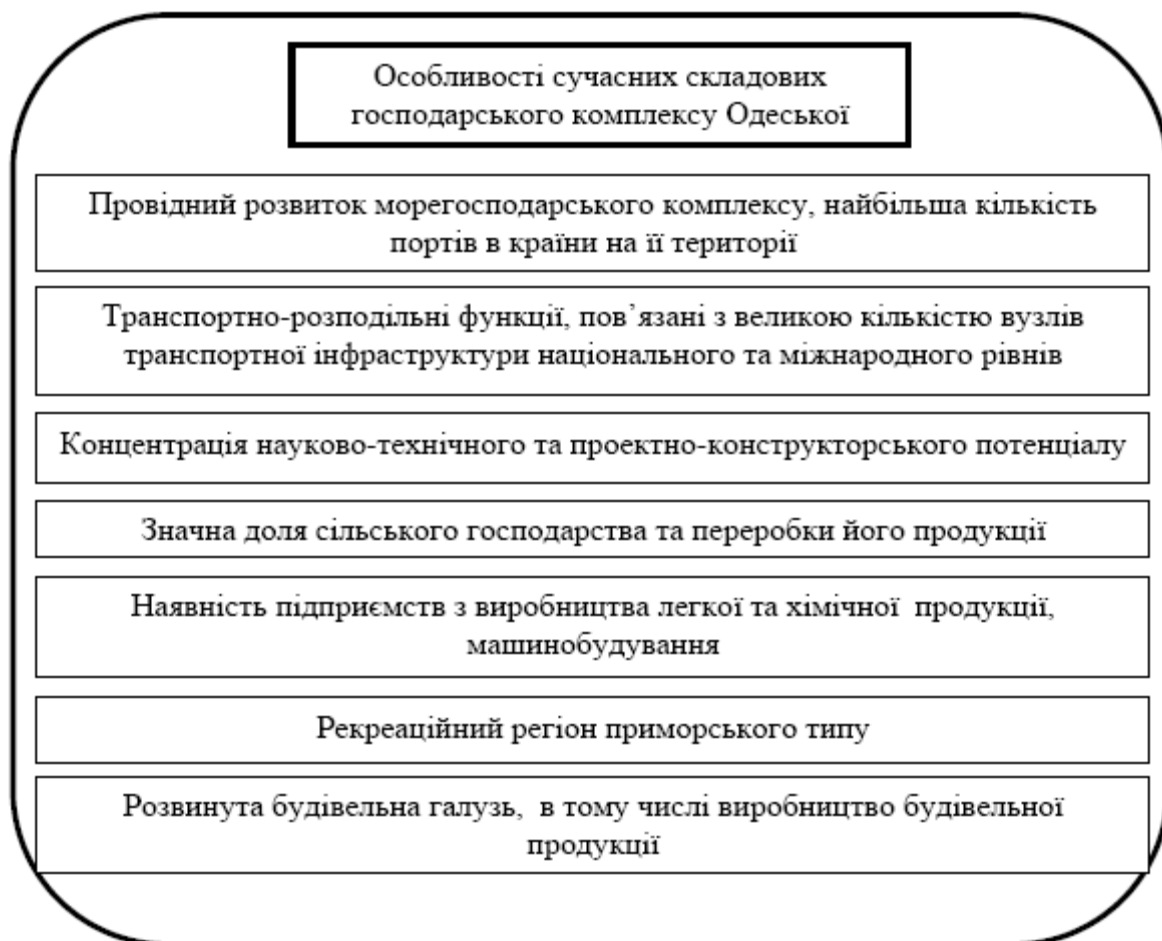 Особливості сучасних складових
господарського комплексу Одеської
Провідний розвиток морегосподарського комплексу, найбільша кількість
портів в країни на її території
Транспортно-розподільні функції, пов’язані з великою кількістю вузлів
транспортної інфраструктури національного та міжнародного рівнів
Концентрація науково-технічного та проектно-конструкторського потенціалу
Значна доля сільського господарства та переробки його продукції
Наявність підприємств з виробництва легкої та хімічної продукції,
машинобудування
Рекреаційний регіон приморського типу
Розвинута будівельна галузь, в тому числі виробництво будівельної
продукції